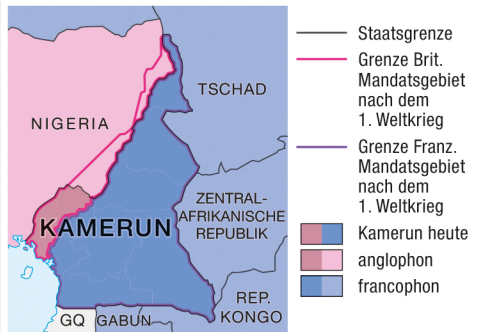 TSCHAD
NIGERIA
ZENTRAL-
AFRIKANISCHE
REPUBLIK
KAMERUN
REP.
KONGO
GQ
GABUN
Staatsgrenze
Grenze Brit.
Mandatsgebiet
nach dem
1. Weltkrieg
Grenze Franz.
Mandatsgebiet
nach dem
1. Weltkrieg
Kamerun heute
anglophon
francophon